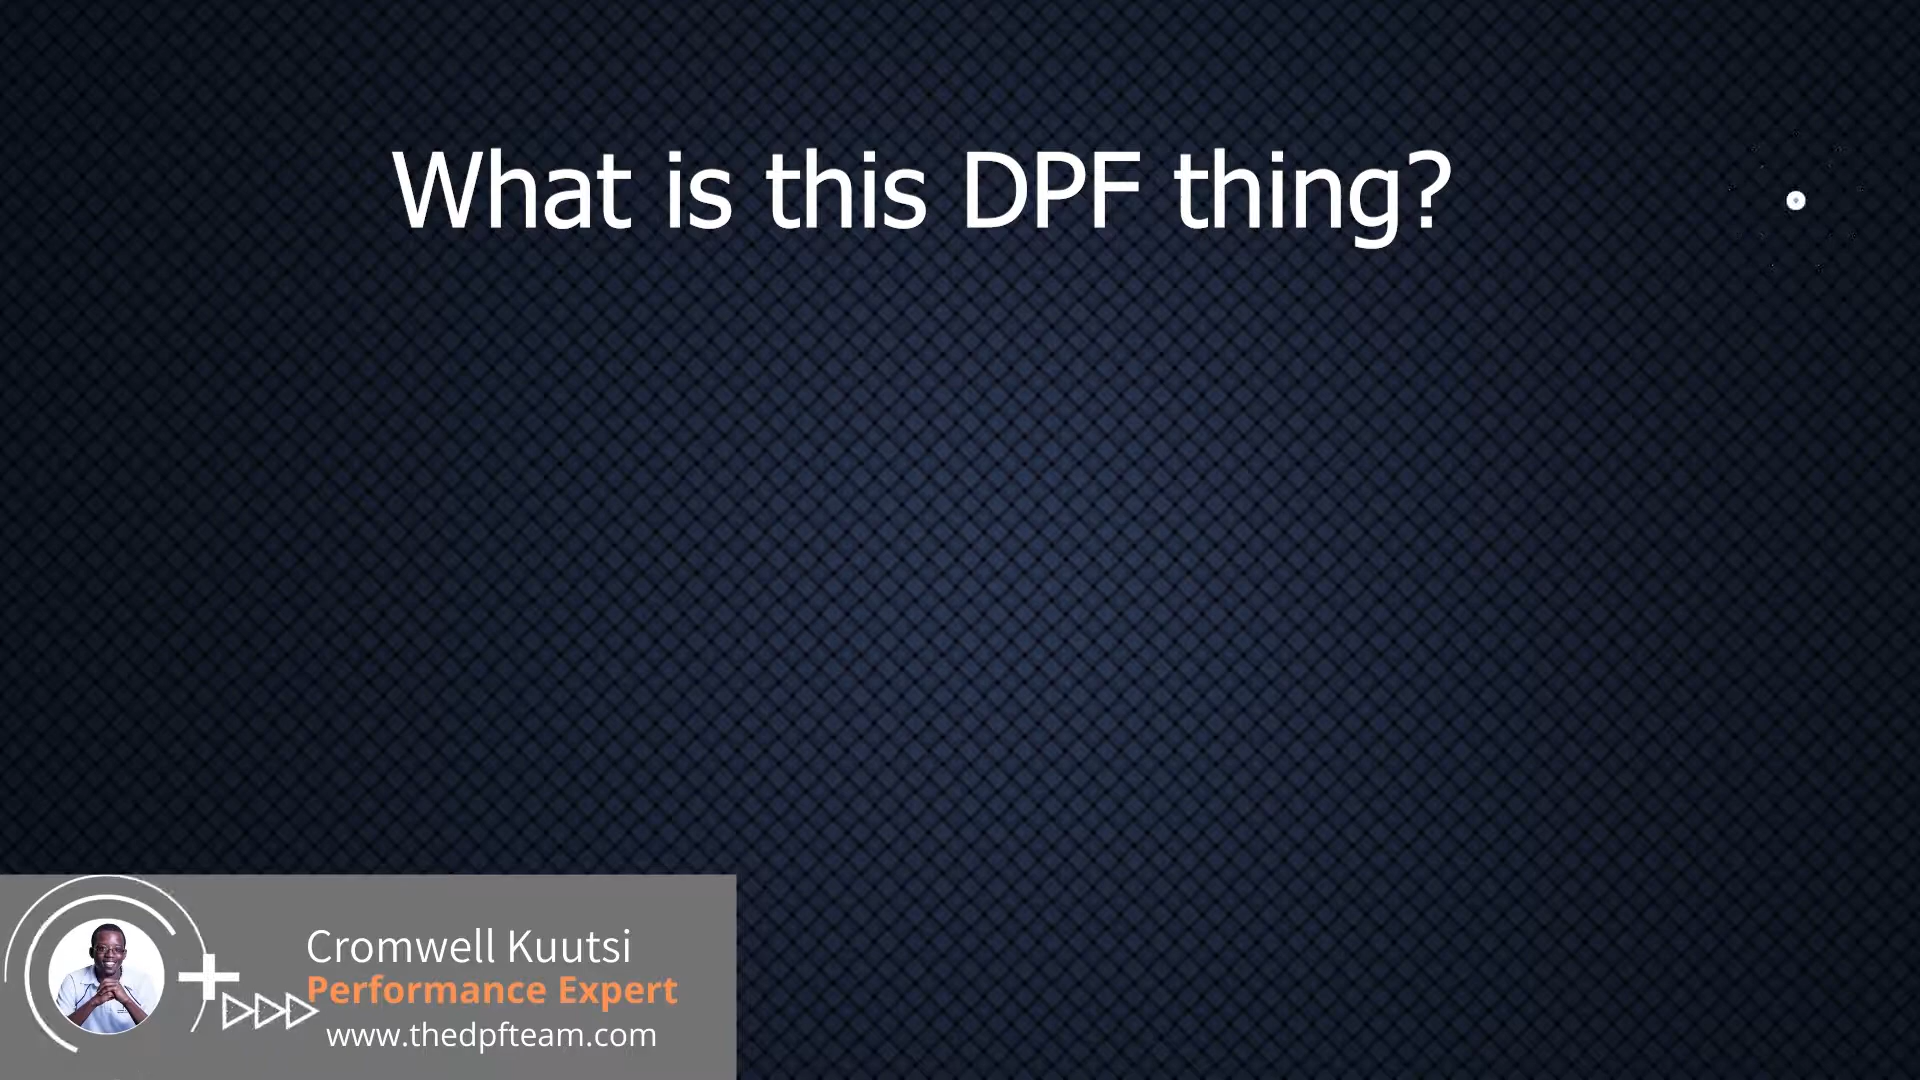 What is this DPF thing?
Cromwell Kuutsi
Performance Expert
www.thedpfteam.com